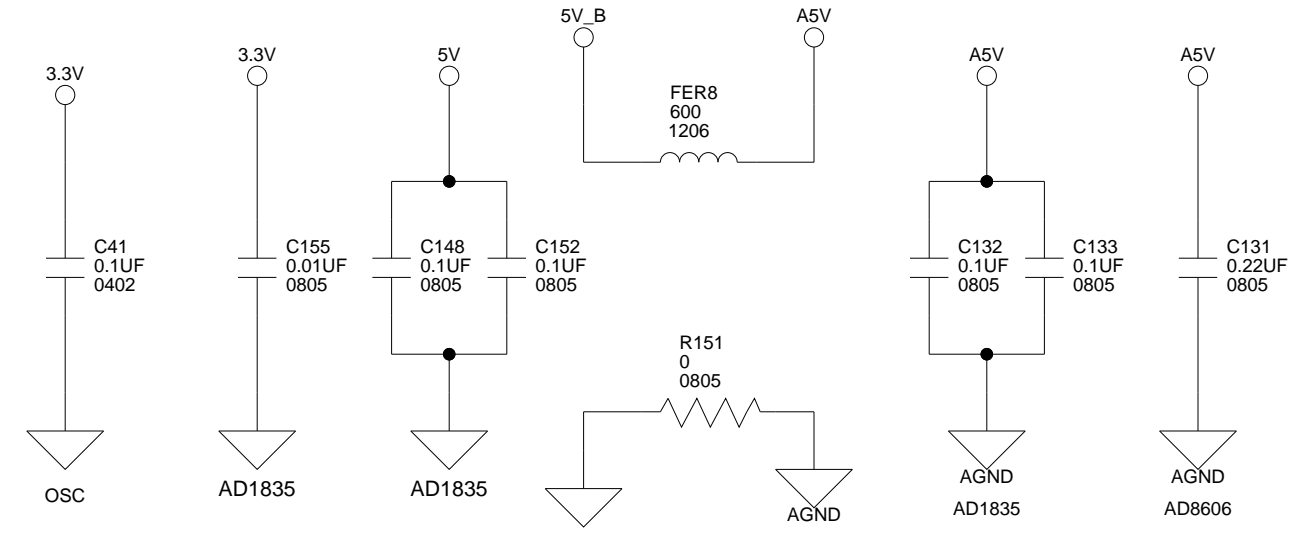 5V_B
A5V
3.3V
3.3V
5V
A5V
A5V
FER8
600
1206
C41
0.1UF
0402
C155
0.01UF
0805
C148
0.1UF
0805
C152
0.1UF
0805
C132
0.1UF
0805
C133
0.1UF
0805
C131
0.22UF
0805
R151
0
0805
OSC
AD1835
AD1835
AGND
AGND
AD1835
AGND
AD8606